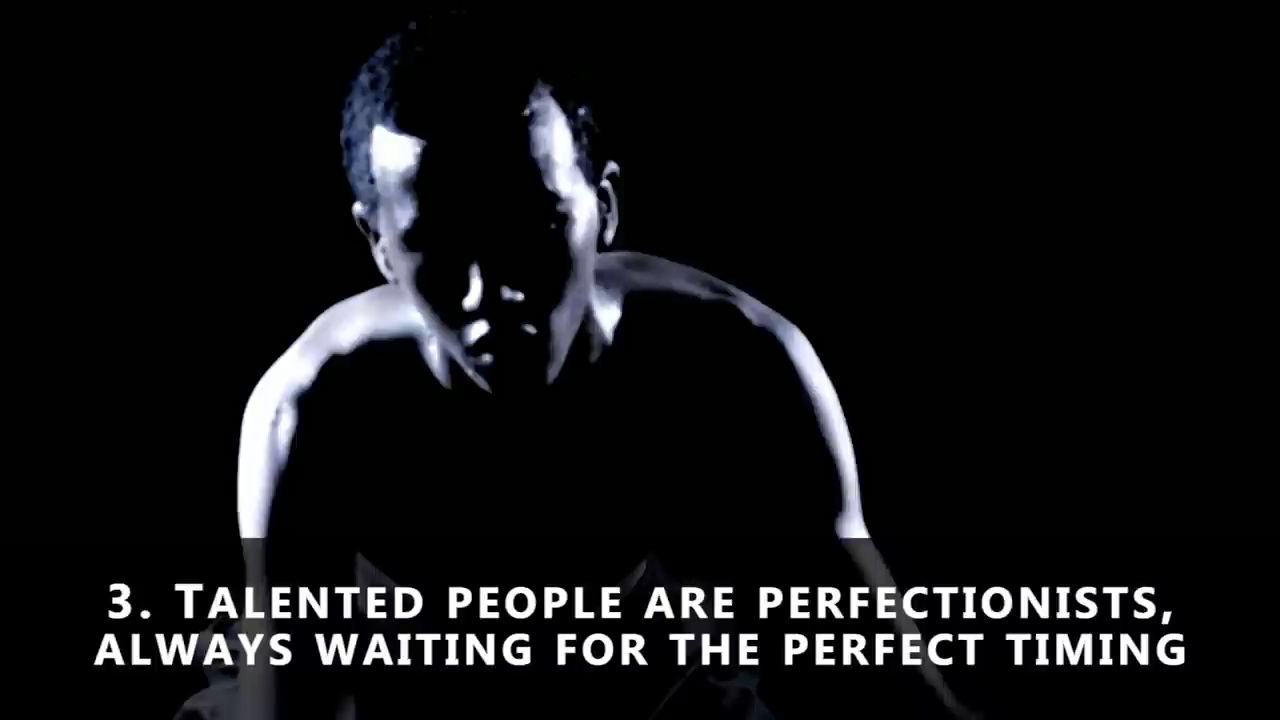 3. TALENTED PEOPLE ARE PERFECTIONISTS,
ALWAYS WAITING FOR THE PERFECT TIMING